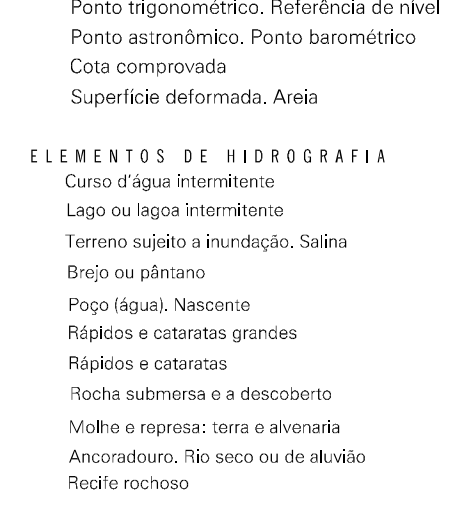 Ponto trigonométrico. Referência de nível
Ponto astronômico. Ponto barométrico
Cota comprovada
Superfície deformada. Areia
ELEMENTOS DE HIDROGRAFIA
Curso d'água intermitente
Lago ou lagoa intermitente
Terreno sujeito a inundação. Salina
Brejo ou pântano
Poço (água). Nascente
Rápidos e cataratas grandes
Rápidos e cataratas
Rocha submersa e a descoberto
Molhe e represa: terra e alvenaria
Ancoradouro. Rio seco ou de aluvião
Recife rochoso